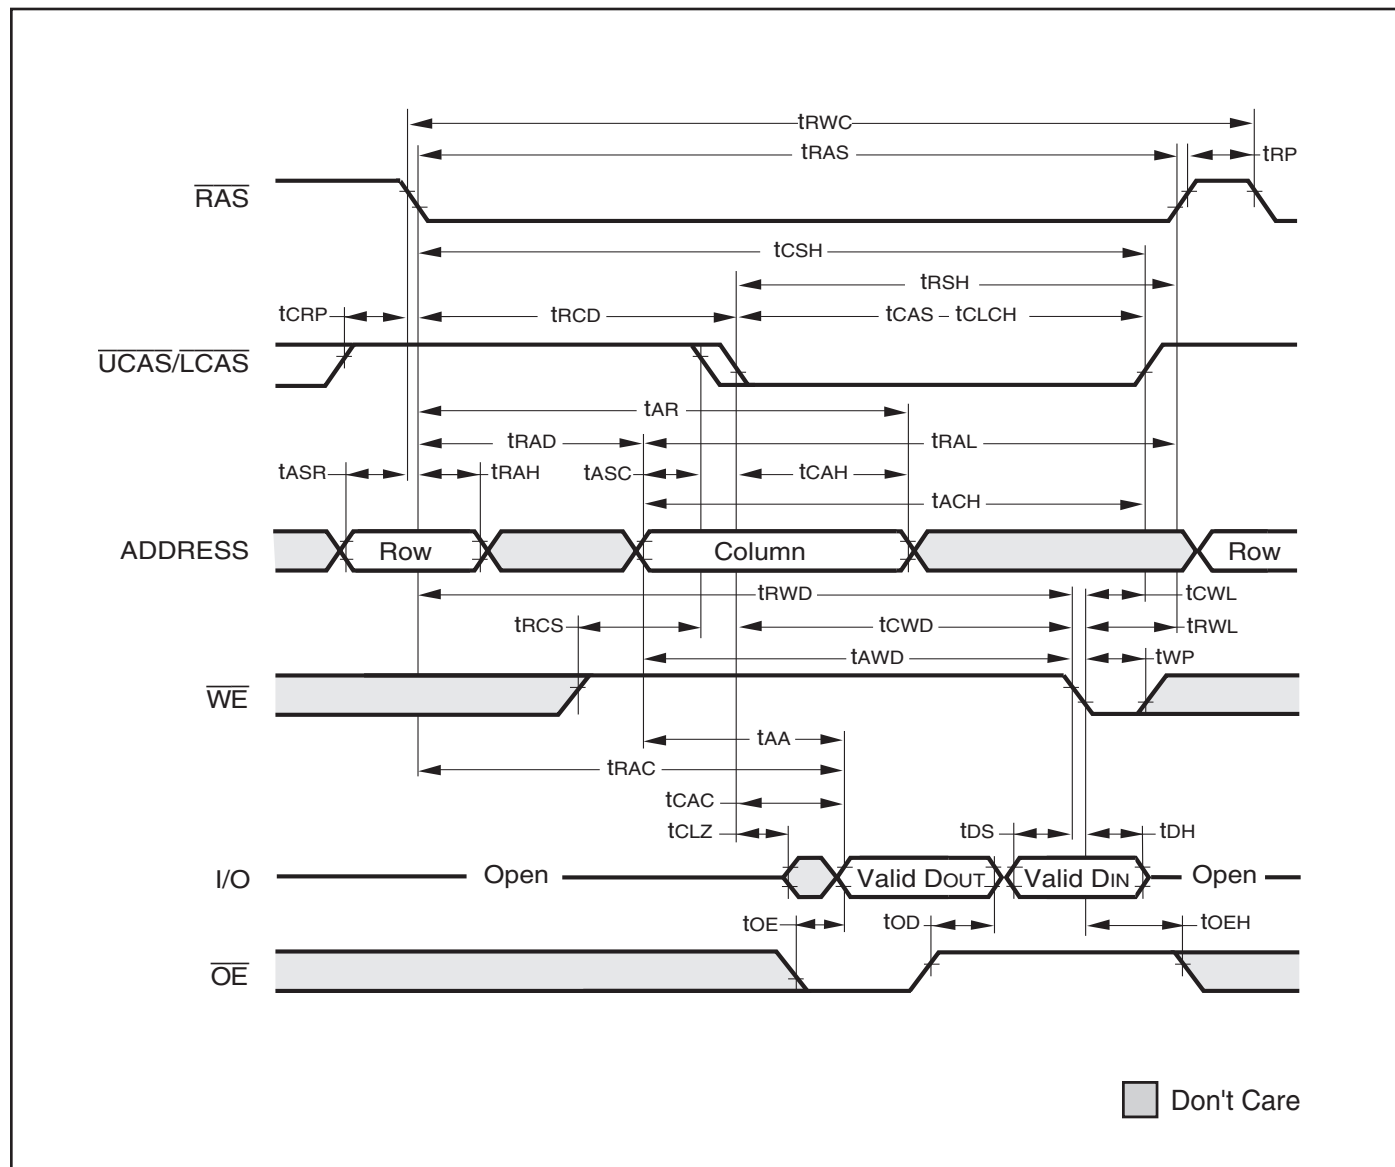 tRWC
tRAS
tRP
RAS
tCSH
tRSH
tCRP
tRCD
tCAS – tCLCH
UCAS/LCAS
tAR
tRAD
tRAL
tASR
tRAH
tASC
tCAH
tACH
ADDRESS
Row
Column
Row
tRWD
tCWL
tRCS
tCWD
tRWL
tAWD
tWP
WE
tAA
tRAC
tCAC
tCLZ
tDS
tDH
I/O
Open
Valid DOUT
Valid DIN
Open
tOE
tOD
tOEH
OE
Don't Care